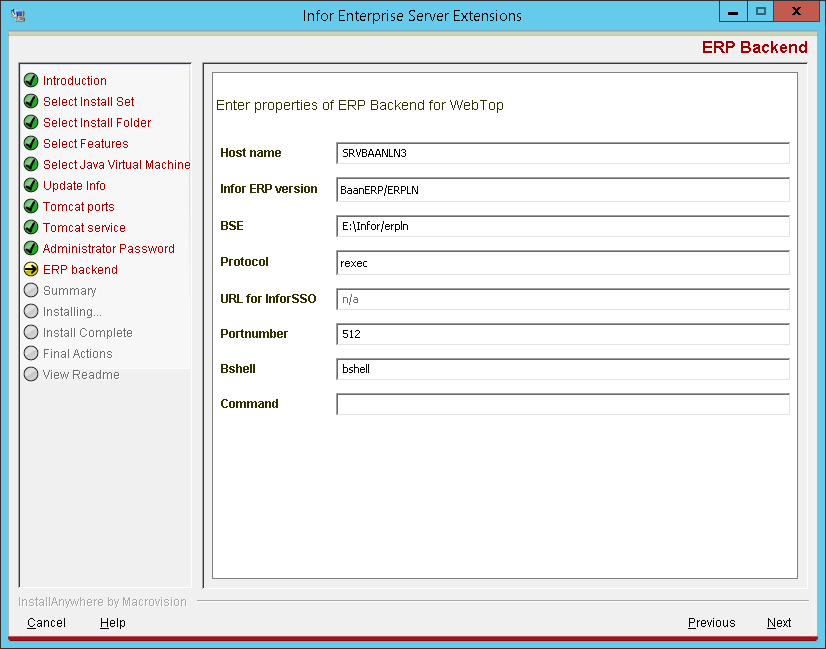 Infor Enterprise Server Extensions
ERP Backend
Introduction
Select Install Set
Select Install Folder
Select Features
Select Java Virtual Machine
Update Info
Tomcat ports
Tomcat service
Administrator Password
ERP backend
Summary
Installing...
Install Complete
Final Actions
View Readme
Enter properties of ERP Backend for WebTop
Host name SRVBAANLN3
Infor ERP version BaanERP/ERPLN
BSE E:\Infor/erpln
Protocol rexec
URL for InforSSO n/a
Portnumber 512
Bshell bshell
Command
InstallAnywhere by Macrovision
Cancel Help Previous Next